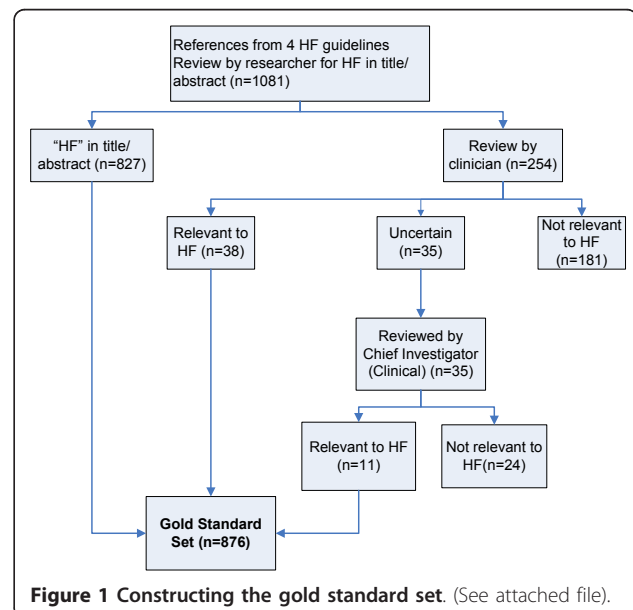 References from 4 HF guidelines
Review by researcher for HF in title/
abstract (n=1081)
"HF" in title/
abstract (n=827)
Review by
clinician (n=254)
Relevant to
HF (n=38)
Uncertain
(n=35)
Not relevant
to HF
(n=181)
Reviewed by
Chief Investigator
(Clinical) (n=35)
Relevant to HF
(n=11)
Not relevant to
HF(n=24)
Gold Standard
Set (n=876)
Figure 1 Constructing the gold standard set. (See attached file).